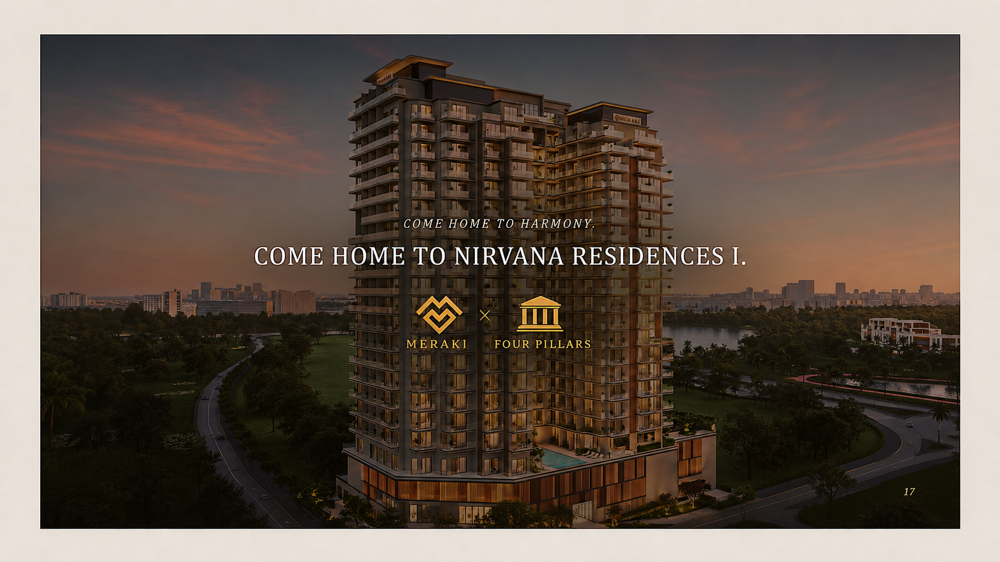 COME HOME TO HARMONY.
COME HOME TO NIRVANA RESIDENCES I.
MERAKI × FOUR PILLARS
17